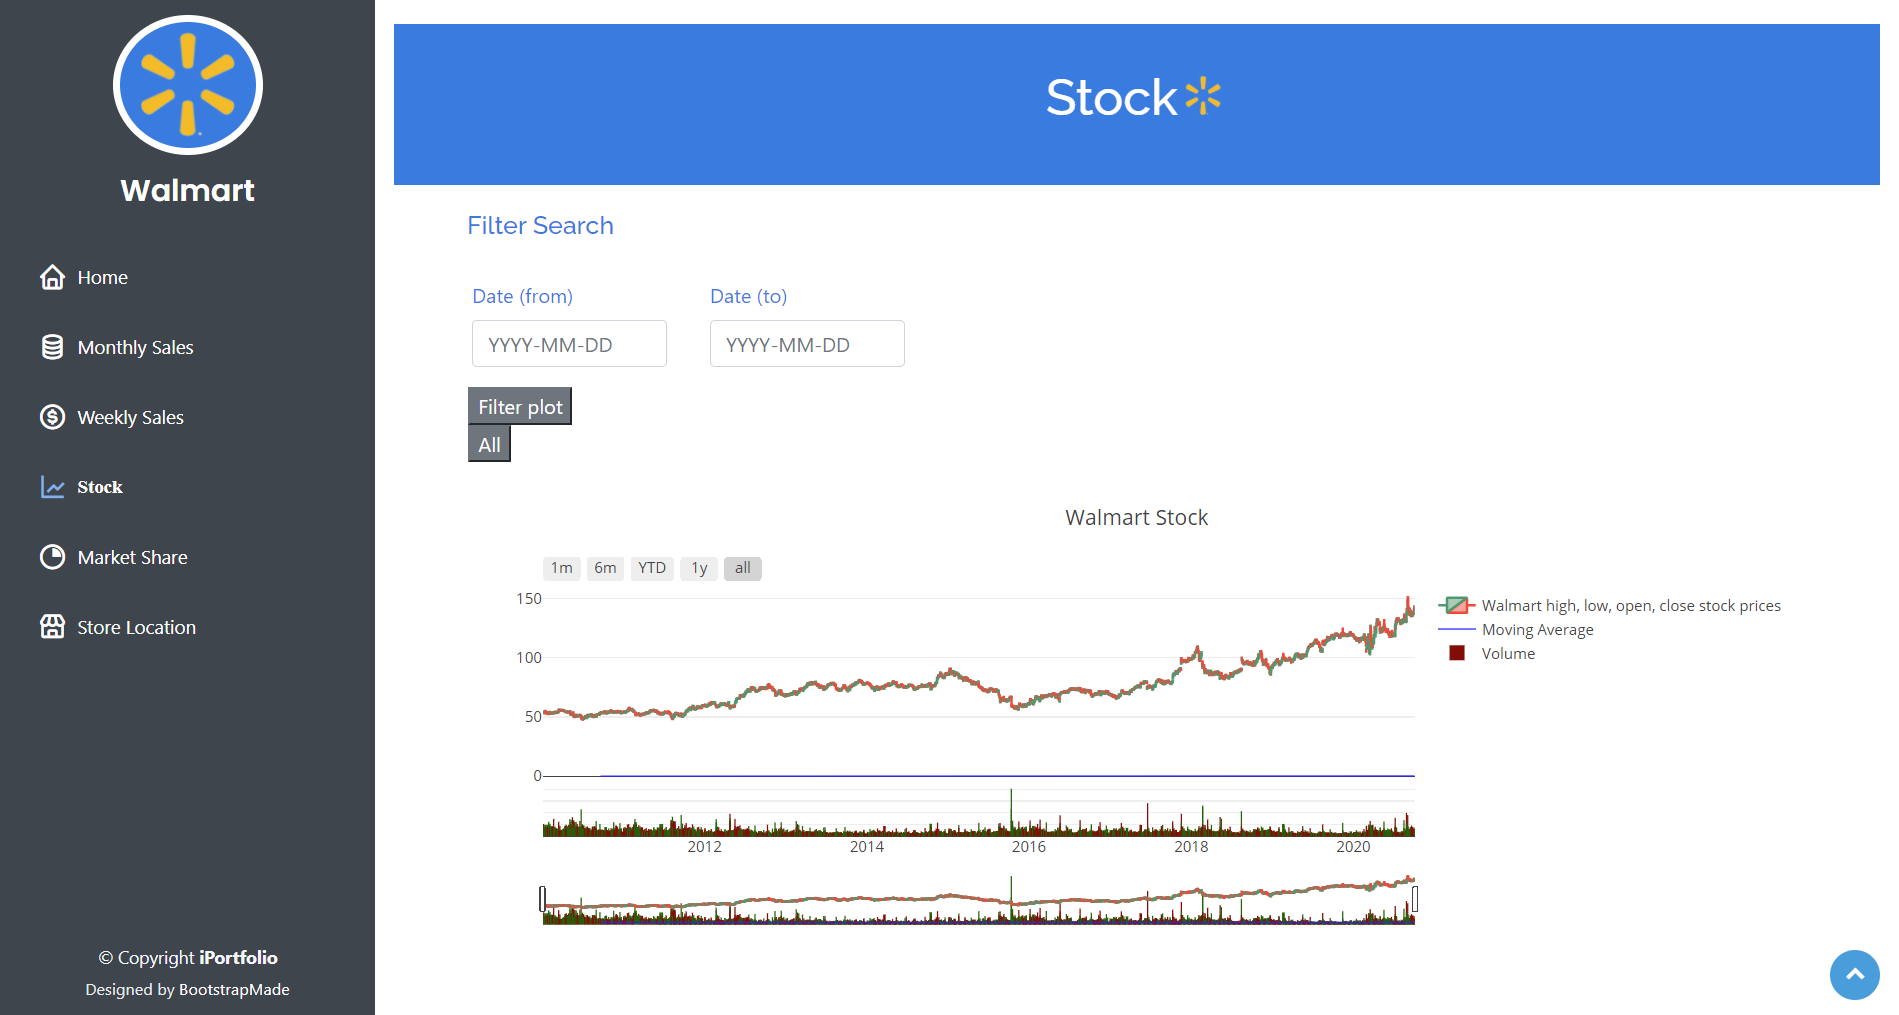 Walmart
Home
Monthly Sales
Weekly Sales
Stock
Market Share
Store Location
© Copyright iPortfolio
Designed by BootstrapMade
Stock
Filter Search
Date (from)
Date (to)
YYYY-MM-DD
YYYY-MM-DD
Filter plot
All
Walmart Stock
1m 6m YTD 1y all
150
100
50
0
Walmart high, low, open, close stock prices
Moving Average
Volume
2012 2014 2016 2018 2020